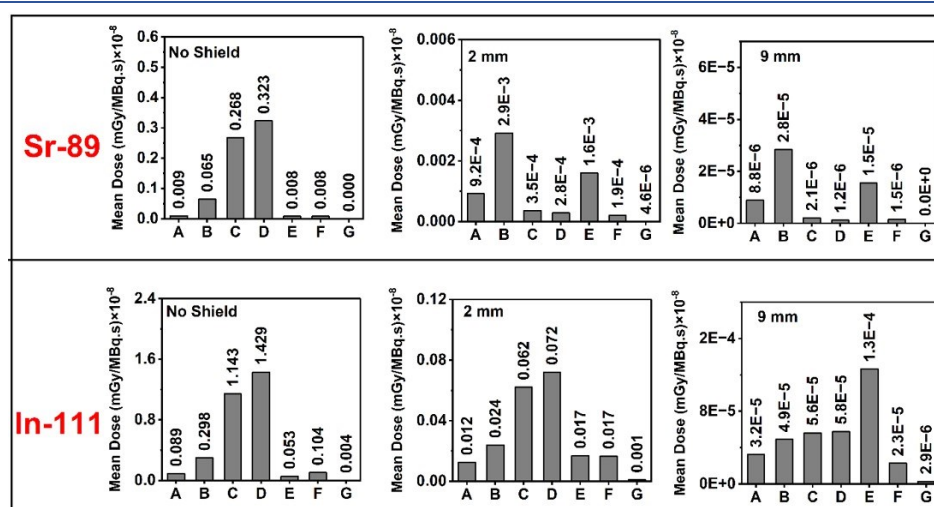 Sr-89
Mean Dose (mGy/MBq.s)×10⁻⁸
0.6
0.5
0.3
0.2
0.0
No Shield
0.009
0.065
0.268
0.323
0.008
0.008
0.000
A B C D E F G
Mean Dose (mGy/MBq.s)×10⁻⁸
0.006
0.004
0.002
0.000
2 mm
9.2E−4
2.9E−3
3.5E−4
2.8E−4
1.6E−3
1.9E−4
4.6E−6
A B C D E F G
Mean Dose (mGy/MBq.s)×10⁻⁸
6E−5
4E−5
2E−5
0E+0
9 mm
8.8E−6
2.8E−5
2.1E−6
1.2E−6
1.5E−5
1.5E−6
0.0E+0
A B C D E F G
In-111
Mean Dose (mGy/MBq.s)×10⁻⁸
2.4
1.6
0.8
0.0
No Shield
0.089
0.298
1.143
1.429
0.053
0.104
0.004
A B C D E F G
Mean Dose (mGy/MBq.s)×10⁻⁸
0.12
0.08
0.04
0.00
2 mm
0.012
0.024
0.062
0.072
0.017
0.017
0.001
A B C D E F G
Mean Dose (mGy/MBq.s)×10⁻⁸
2E−4
8E−5
0E+0
9 mm
3.2E−5
4.9E−5
5.6E−5
5.8E−5
1.3E−4
2.3E−5
2.9E−6
A B C D E F G